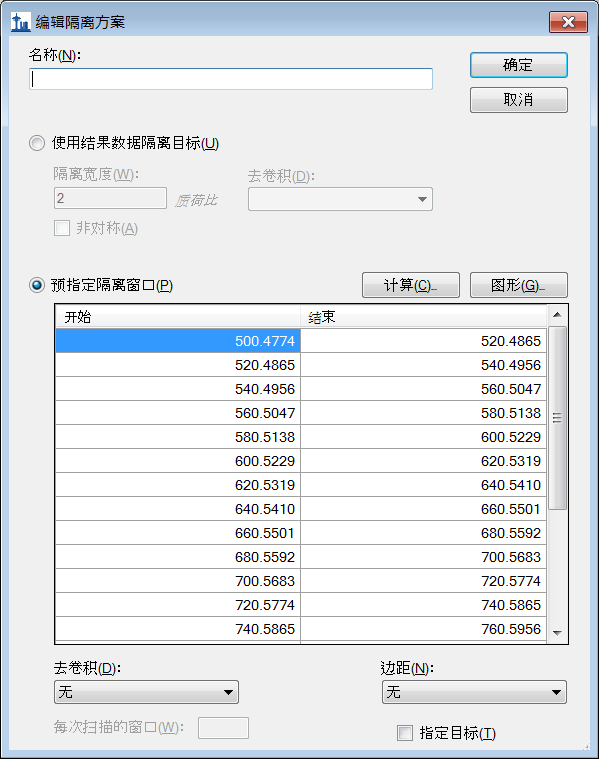 编辑隔离方案
名称(N):
确定
取消
使用结果数据隔离目标(U)
隔离宽度(W):
去卷积(D):
2
质荷比
非对称(A)
预指定隔离窗口(P)
计算(C)...
图形(G)...
开始 结束
500.4774 520.4865
520.4865 540.4956
540.4956 560.5047
560.5047 580.5138
580.5138 600.5229
600.5229 620.5319
620.5319 640.5410
640.5410 660.5501
660.5501 680.5592
680.5592 700.5683
700.5683 720.5774
720.5774 740.5865
740.5865 760.5956
去卷积(D):
边距(N):
无
无
每次扫描的窗口(W):
指定目标(T)